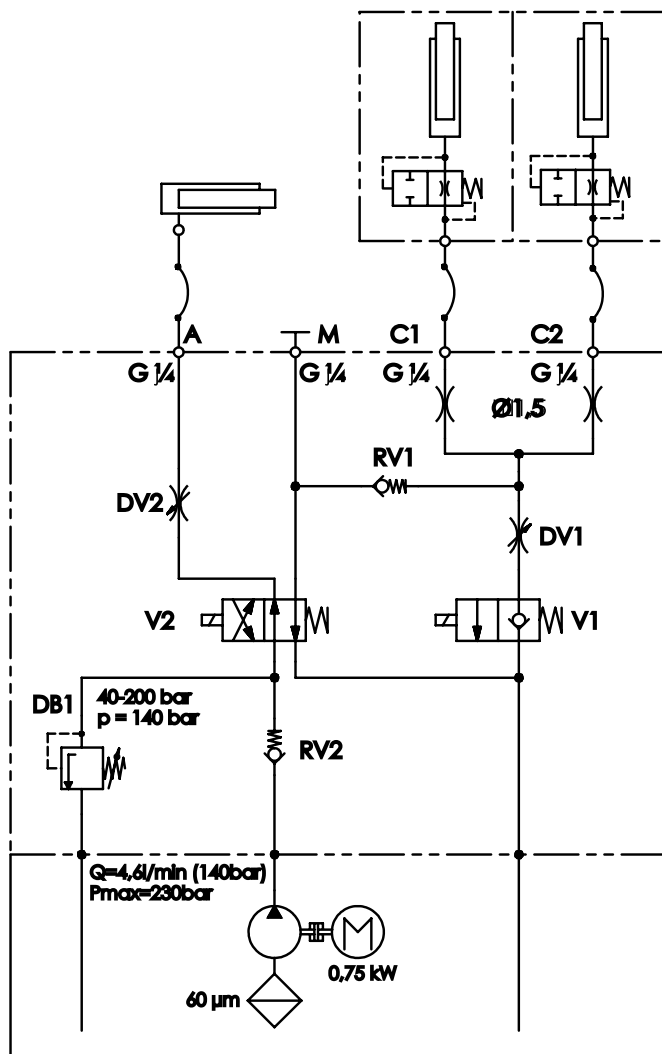 A
M
C1
C2
G ¼
G ¼
G ¼
G ¼
Ø1,5
RV1
DV2
DV1
V2
V1
DB1
40-200 bar
p = 140 bar
RV2
Q=4,6l/min (140bar)
Pmax=230bar
M
0,75 kW
60 µm